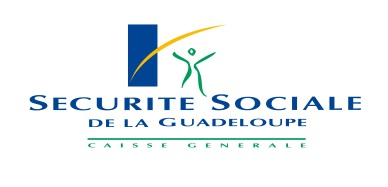 SECURITE SOCIALE
DE LA GUADELOUPE
CAISSE GENERALE